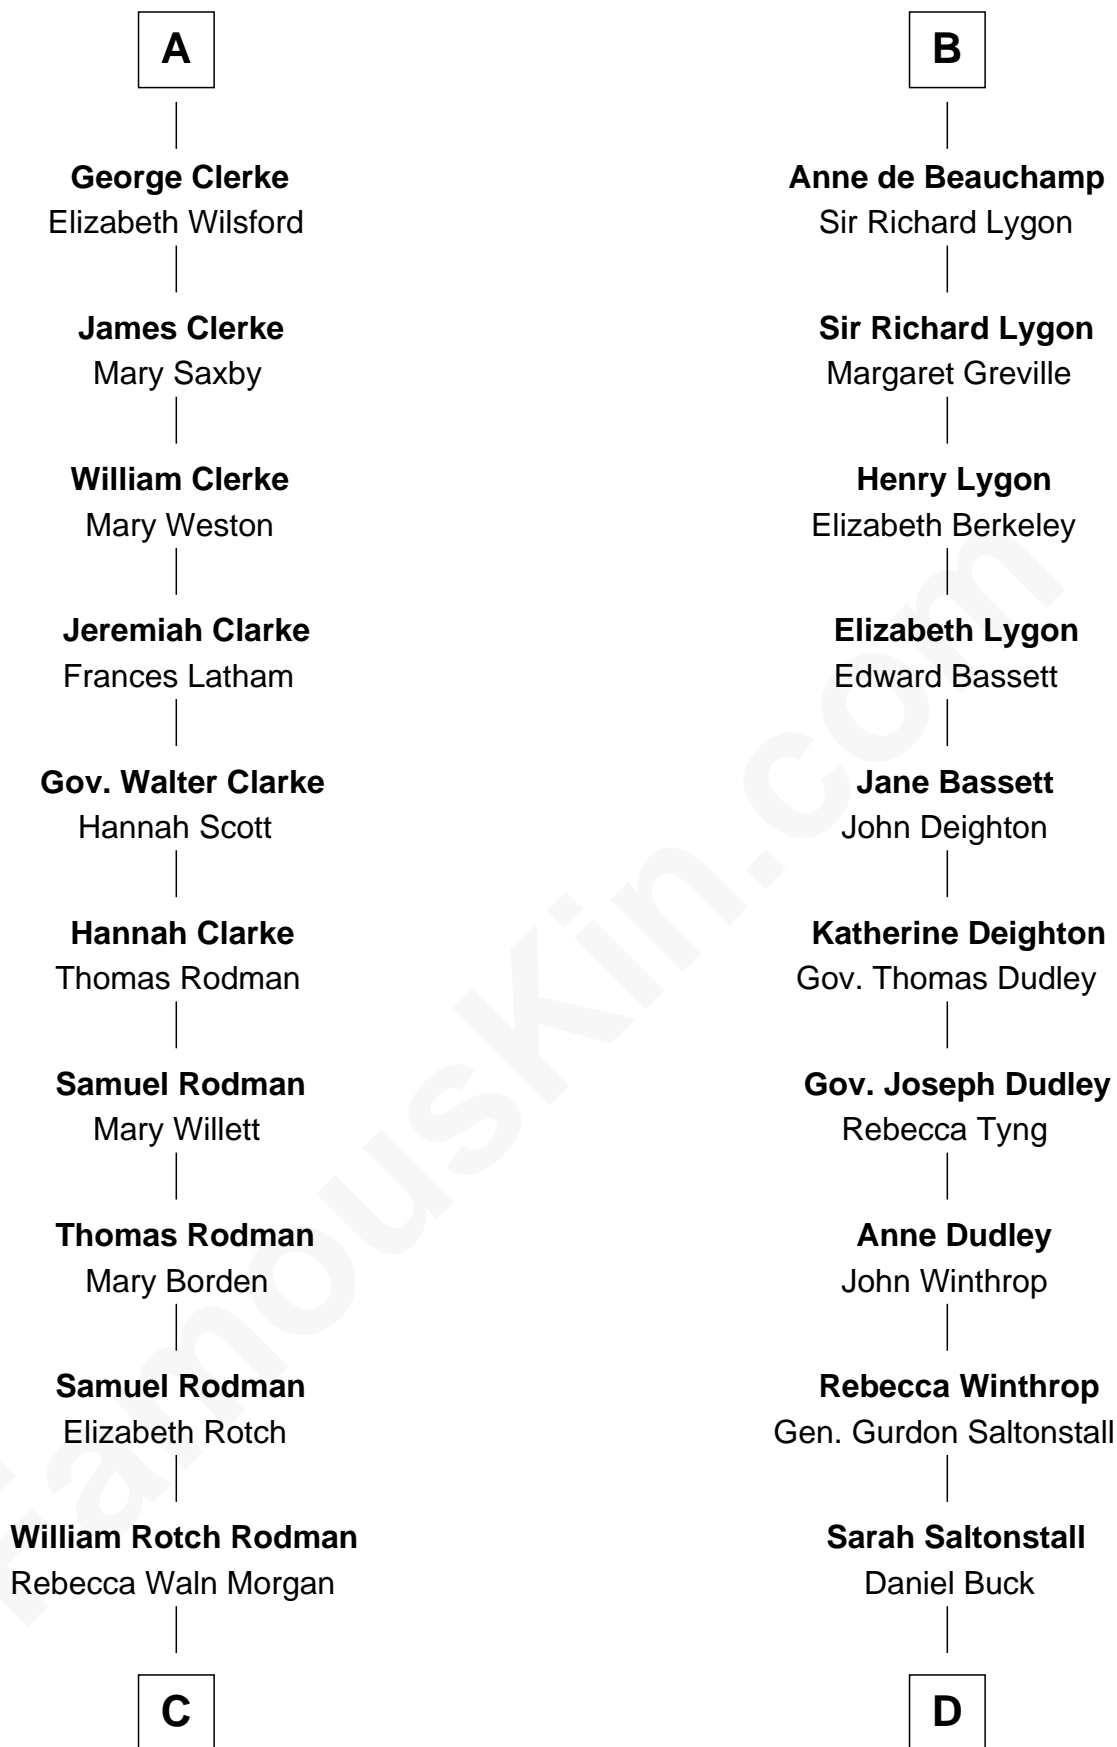 A
George Clerke
Elizabeth Wilsford
James Clerke
Mary Saxby
William Clerke
Mary Weston
Jeremiah Clarke
Frances Latham
Gov. Walter Clarke
Hannah Scott
Hannah Clarke
Thomas Rodman
Samuel Rodman
Mary Willett
Thomas Rodman
Mary Borden
Samuel Rodman
Elizabeth Rotch
William Rotch Rodman
Rebecca Waln Morgan
C
B
Anne de Beauchamp
Sir Richard Lygon
Sir Richard Lygon
Margaret Greville
Henry Lygon
Elizabeth Berkeley
Elizabeth Lygon
Edward Bassett
Jane Bassett
John Deighton
Katherine Deighton
Gov. Thomas Dudley
Gov. Joseph Dudley
Rebecca Tyng
Anne Dudley
John Winthrop
Rebecca Winthrop
Gen. Gurdon Saltonstall
Sarah Saltonstall
Daniel Buck
D
FamousKin.com